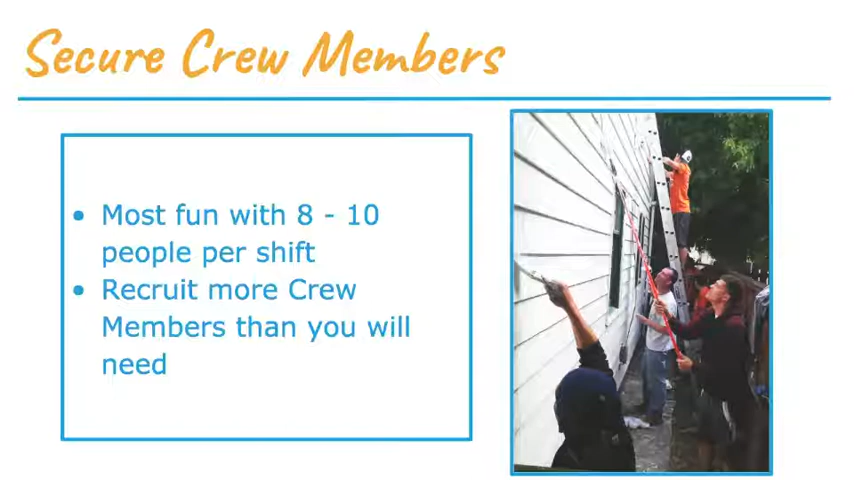 Secure Crew Members
• Most fun with 8 - 10
people per shift
• Recruit more Crew
Members than you will
need